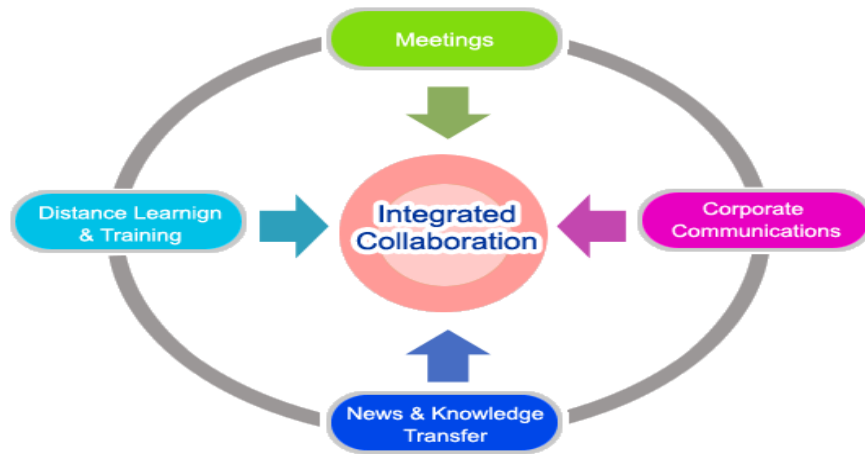 Meetings
Distance Learnign
& Training
Integrated
Collaboration
Corporate
Communications
News & Knowledge
Transfer